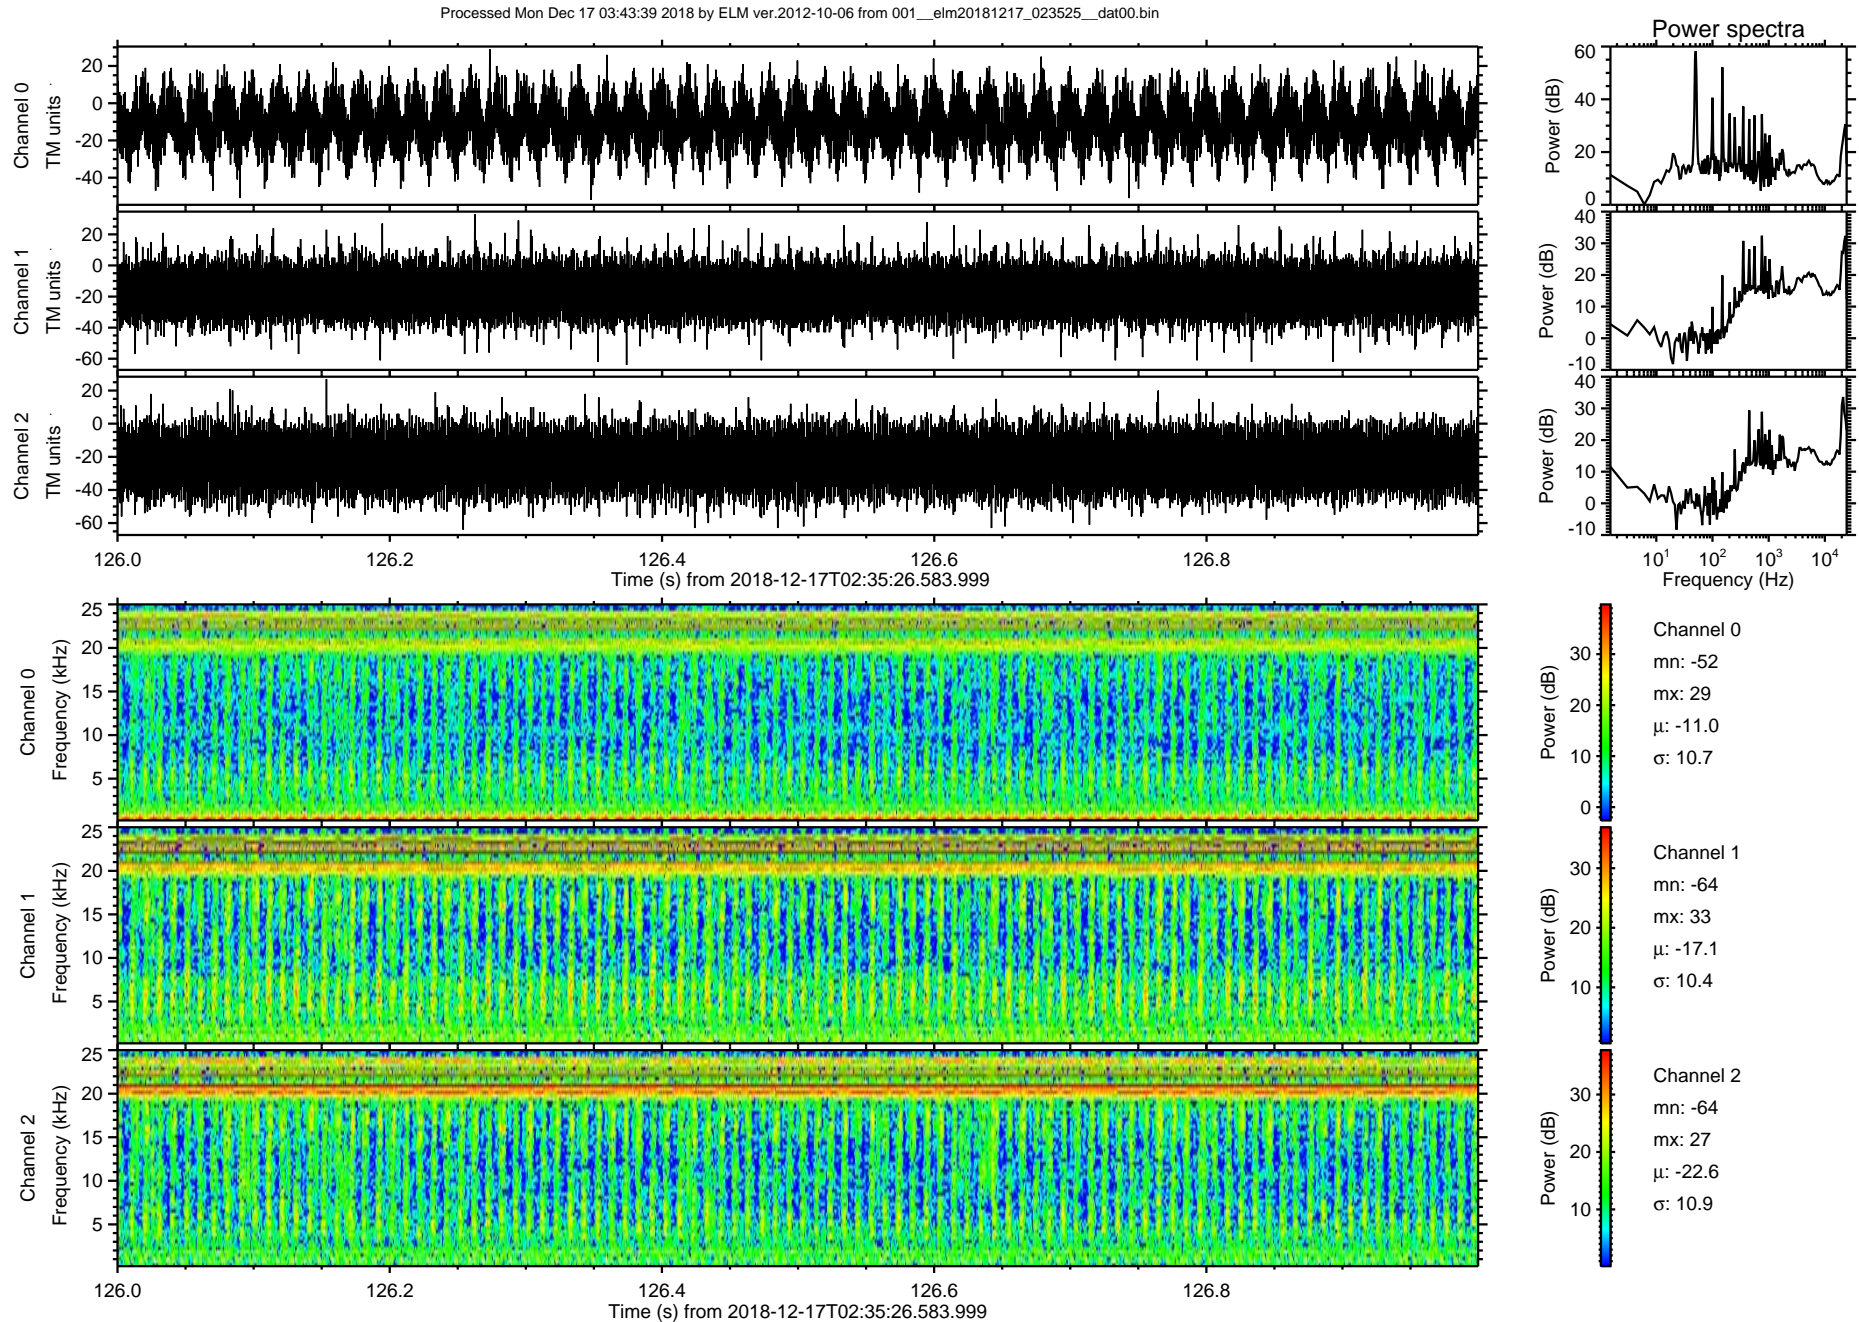 Processed Mon Dec 17 03:43:39 2018 by ELM ver.2012-10-06 from 001__elm20181217_023525__dat00.bin
Power spectra
Channel 0
TM units
20
0
-20
-40
Power (dB)
60
40
20
0
Channel 1
TM units
20
0
-20
-40
-60
Power (dB)
40
30
20
10
0
-10
Channel 2
TM units
20
0
-20
-40
-60
Power (dB)
40
30
20
10
0
-10
126.0 126.2 126.4 126.6 126.8
Time (s) from 2018-12-17T02:35:26.583.999
10^1 10^2 10^3 10^4
Frequency (Hz)
Channel 0
Frequency (kHz)
25
20
15
10
5
Power (dB)
30
20
10
0
Channel 0
mn: -52
mx: 29
μ: -11.0
σ: 10.7
Channel 1
Frequency (kHz)
25
20
15
10
5
Power (dB)
30
20
10
Channel 1
mn: -64
mx: 33
μ: -17.1
σ: 10.4
Channel 2
Frequency (kHz)
25
20
15
10
5
Power (dB)
30
20
10
Channel 2
mn: -64
mx: 27
μ: -22.6
σ: 10.9
126.0 126.2 126.4 126.6 126.8
Time (s) from 2018-12-17T02:35:26.583.999